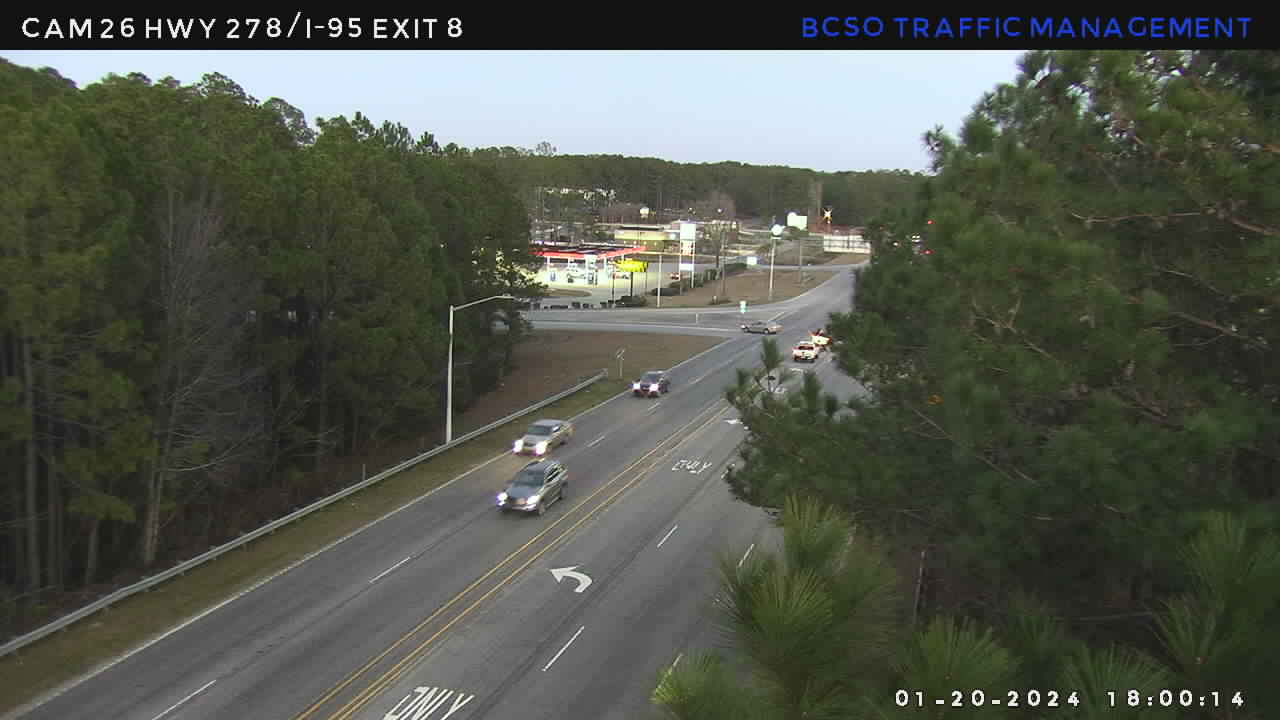 CAM 26 HWY 278/I-95 EXIT 8
BCSO TRAFFIC MANAGEMENT
ONLY
ONLY
01-20-2024 18:00:14